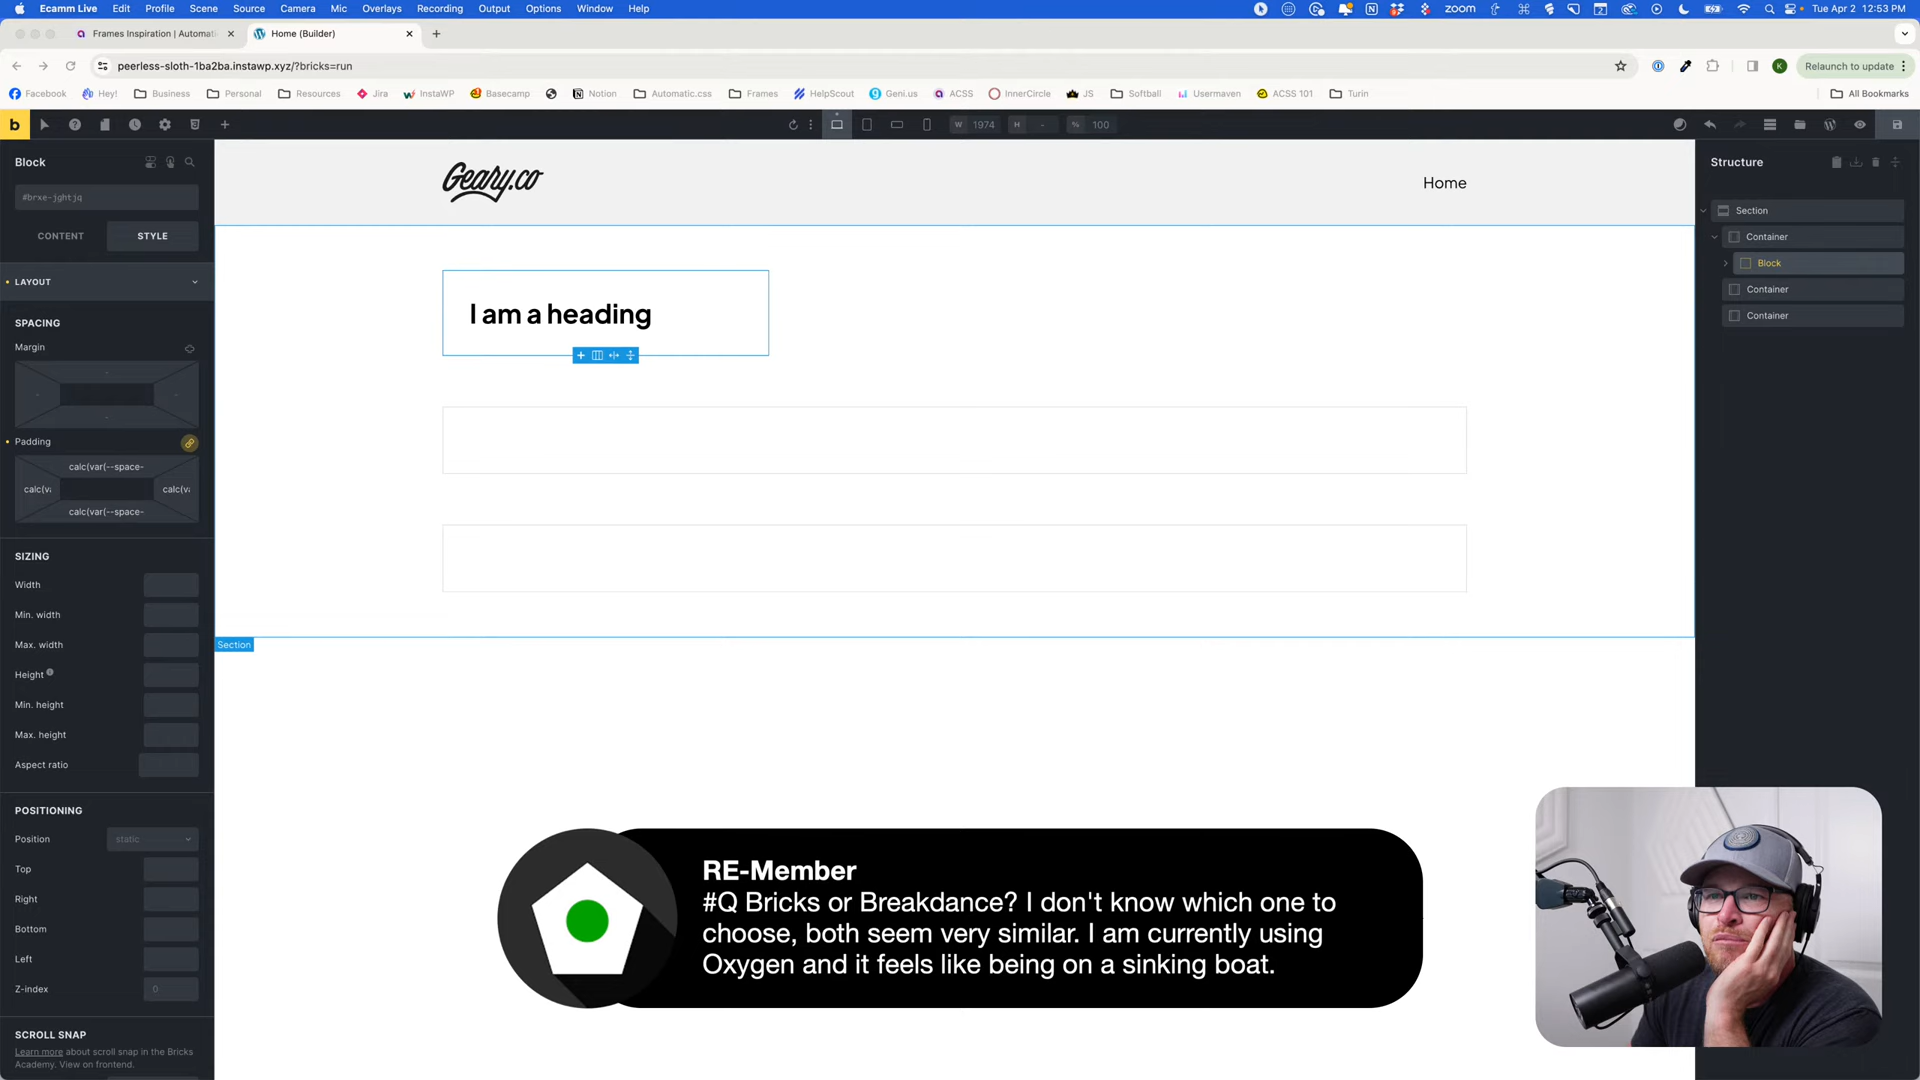 Ecamm Live Edit Profile Scene Source Camera Mic Overlays Recording Output Options Window Help zoom Tue Apr 2 12:53 PM
Frames Inspiration | Automat Home (Builder)
peerless-sloth-1ba2ba.instawp.xyz/?bricks=run Relaunch to update
Facebook Hey! Business Personal Resources Jira InstaWP Basecamp Notion Automatic.css Frames HelpScout Geni.us ACSS InnerCircle JS Softball Usermaven ACSS 101 Turin All Bookmarks
b W 1974 H - % 100
Block
#brxe-jghtjq
CONTENT STYLE
LAYOUT
SPACING
Margin
Padding
calc(var(--space-
calc(va calc(va
calc(var(--space-
SIZING
Width
Min. width
Max. width
Height
Min. height
Max. height
Aspect ratio
POSITIONING
Position static
Top
Right
Bottom
Left
Z-index 0
SCROLL SNAP
Learn more about scroll snap in the Bricks
Academy. View on frontend.
Geary.co
Home
I am a heading
Section
Structure
Section
Container
Block
Container
Container
RE-Member
#Q Bricks or Breakdance? I don't know which one to
choose, both seem very similar. I am currently using
Oxygen and it feels like being on a sinking boat.